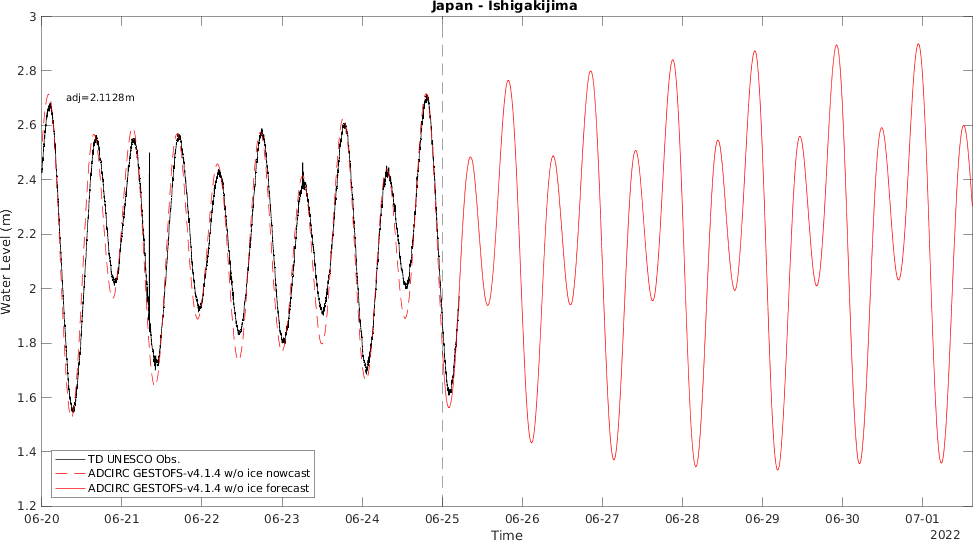 Japan - Ishigakijima
3
2.8
2.6
2.4
2.2
2
1.8
1.6
1.4
1.2
Water Level (m)
adj=2.1128m
TD UNESCO Obs.
ADCIRC GESTOFS-v4.1.4 w/o ice nowcast
ADCIRC GESTOFS-v4.1.4 w/o ice forecast
06-20 06-21 06-22 06-23 06-24 06-25 06-26 06-27 06-28 06-29 06-30 07-01
Time
2022